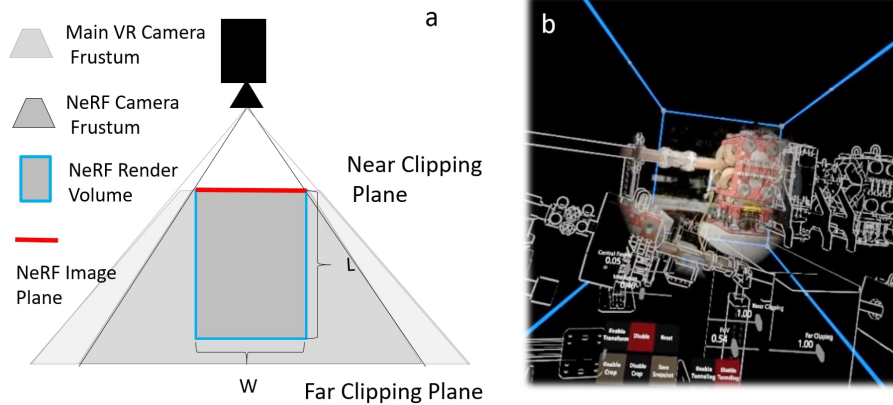 a
Main VR Camera
Frustum
NeRF Camera
Frustum
NeRF Render
Volume
NeRF Image
Plane
Near Clipping
Plane
L
W
Far Clipping Plane
b
0.05
Near Clipping
1.00
FoV
0.54
Far Clipping
1.00
Enable
Transform
Disable
Reset
Enable
Crop
Disable
Crop
Save
Snapshot
Enable
Tunneling
Disable
Tunneling